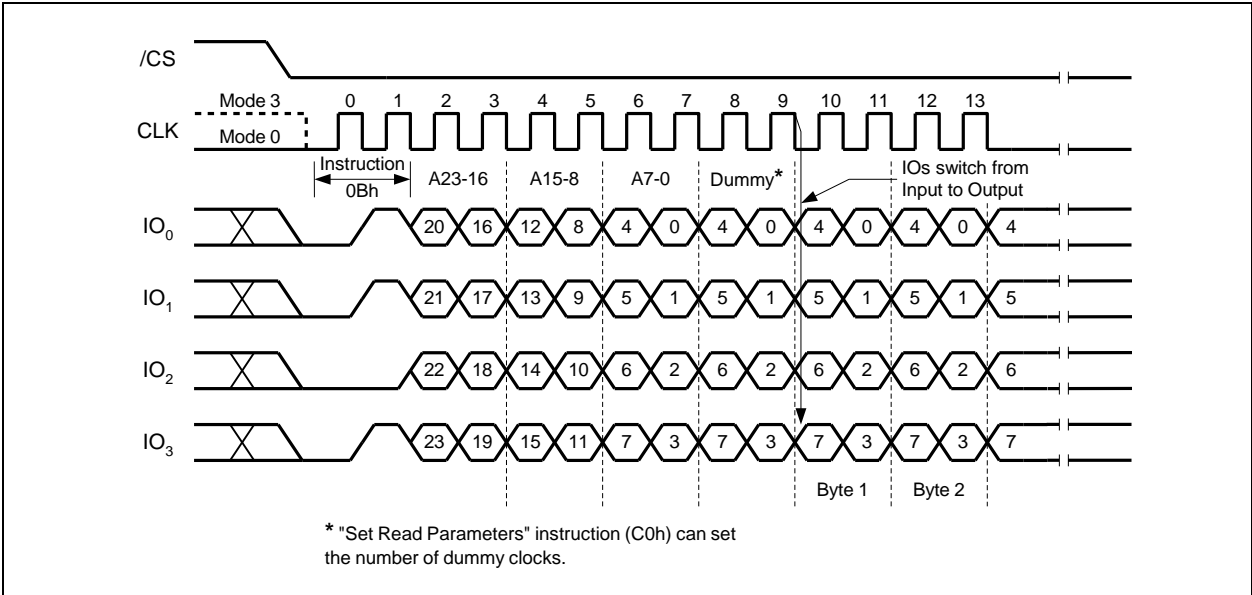 /CS
Mode 3 0 1 2 3 4 5 6 7 8 9 10 11 12 13
CLK
Mode 0
Instruction
0Bh A23-16 A15-8 A7-0 Dummy* IOs switch from
Input to Output
IO0 20 16 12 8 4 0 4 0 4 0 4 0 4
IO1 21 17 13 9 5 1 5 1 5 1 5 1 5
IO2 22 18 14 10 6 2 6 2 6 2 6 2 6
IO3 23 19 15 11 7 3 7 3 7 3 7 3 7
Byte 1 Byte 2
* "Set Read Parameters" instruction (C0h) can set
the number of dummy clocks.